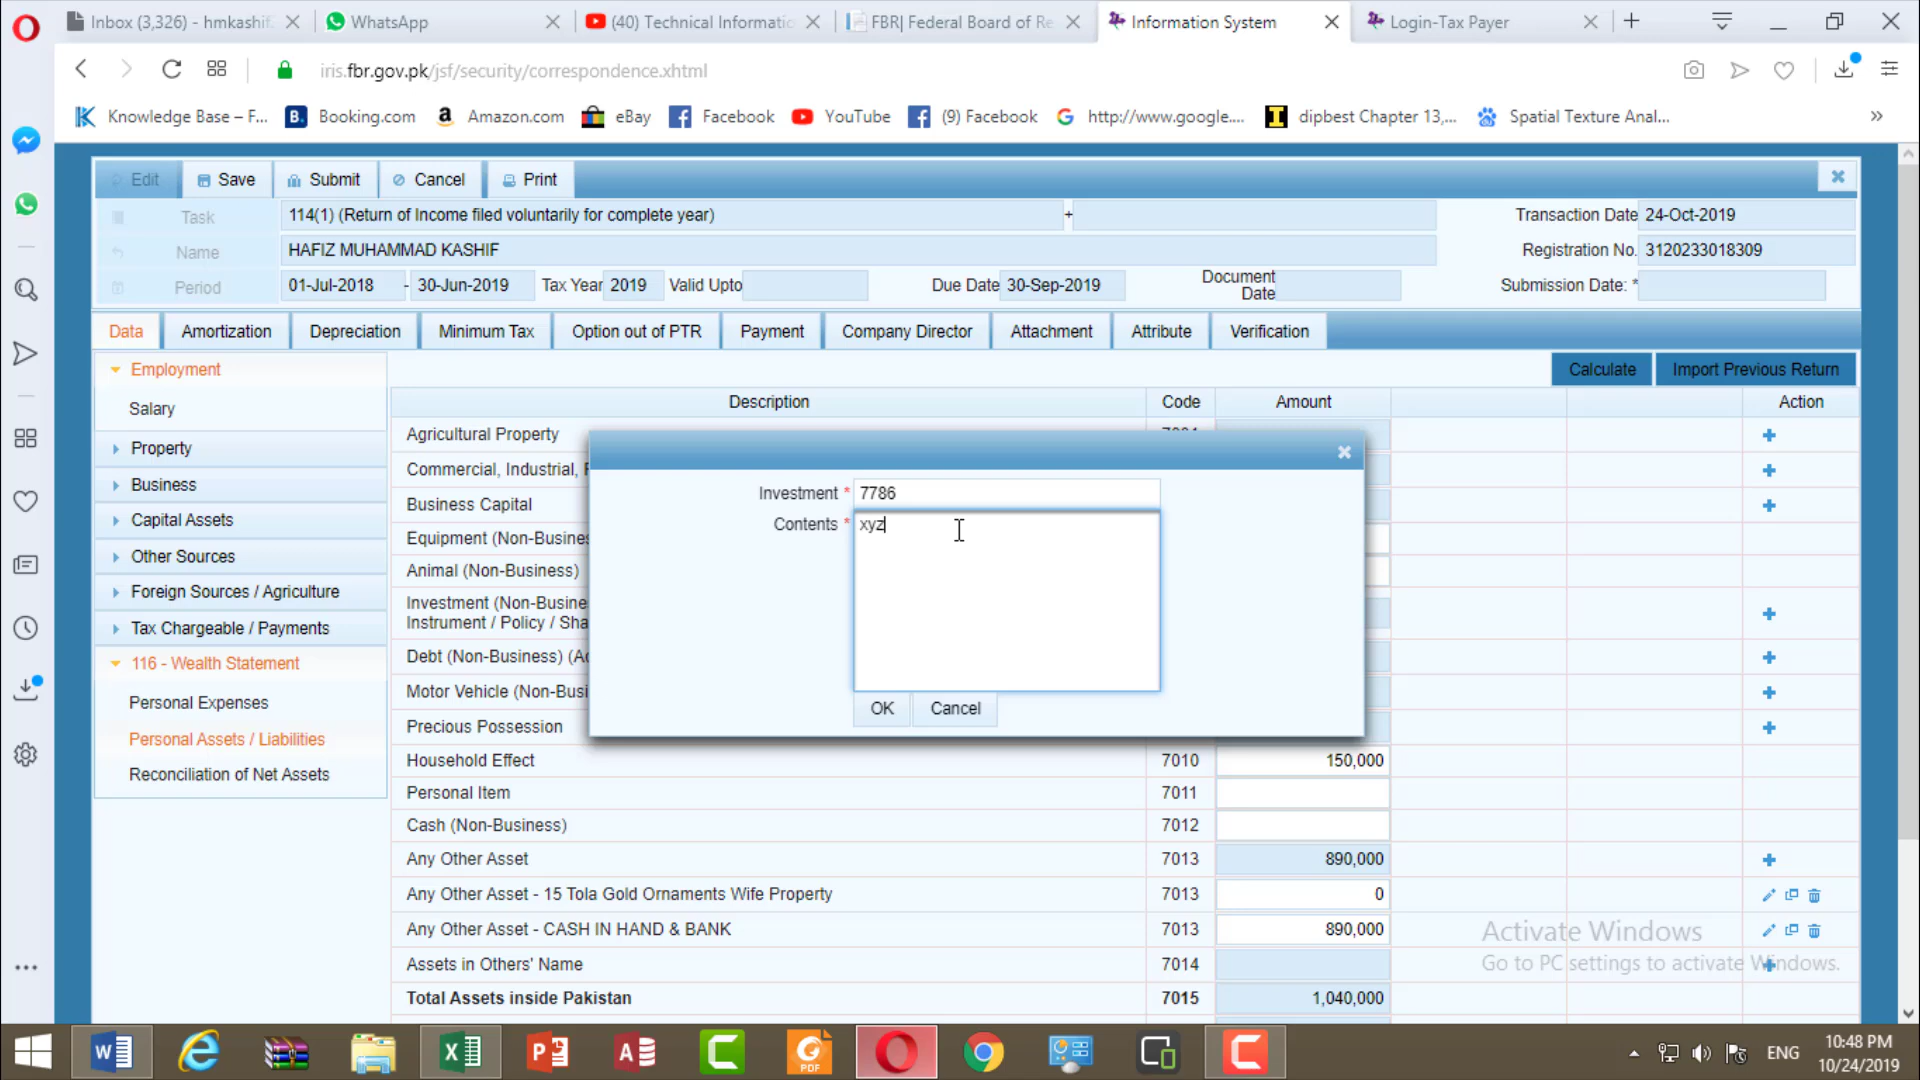 Inbox (3,326) - hmkashif.
WhatsApp
(40) Technical Informatic
FBR| Federal Board of Re
Information System
Login-Tax Payer
iris.fbr.gov.pk/jsf/security/correspondence.xhtml
Knowledge Base – F...
Booking.com
Amazon.com
eBay
Facebook
YouTube
(9) Facebook
http://www.google....
dipbest Chapter 13,...
Spatial Texture Anal...
Edit Save Submit Cancel Print
Task 114(1) (Return of Income filed voluntarily for complete year) + Transaction Date 24-Oct-2019
Name HAFIZ MUHAMMAD KASHIF Registration No. 3120233018309
Period 01-Jul-2018 - 30-Jun-2019 Tax Year 2019 Valid Upto Due Date 30-Sep-2019 Document Date Submission Date: *
Data Amortization Depreciation Minimum Tax Option out of PTR Payment Company Director Attachment Attribute Verification
Employment
Salary
Property
Business
Capital Assets
Other Sources
Foreign Sources / Agriculture
Tax Chargeable / Payments
116 - Wealth Statement
Personal Expenses
Personal Assets / Liabilities
Reconciliation of Net Assets
Calculate Import Previous Return
Description Code Amount Action
Agricultural Property
Commercial, Industrial,
Business Capital
Equipment (Non-Busines
Animal (Non-Business)
Investment (Non-Busine
Instrument / Policy / Sha
Debt (Non-Business) (A
Motor Vehicle (Non-Busi
Precious Possession
Investment * 7786
Contents * xyz
OK Cancel
Household Effect 7010 150,000
Personal Item 7011
Cash (Non-Business) 7012
Any Other Asset 7013 890,000
Any Other Asset - 15 Tola Gold Ornaments Wife Property 7013 0
Any Other Asset - CASH IN HAND & BANK 7013 890,000
Assets in Others' Name 7014
Total Assets inside Pakistan 7015 1,040,000
Activate Windows
Go to PC settings to activate Windows.
ENG
10:48 PM
10/24/2019